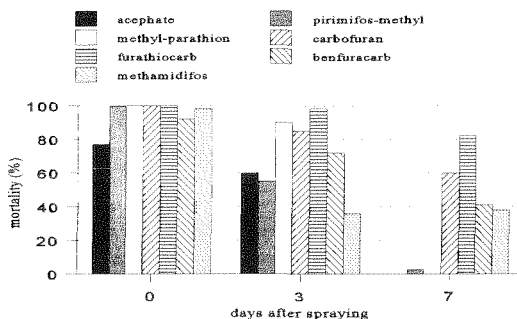 acephate
pirimifos-methyl
methyl-parathion
carbofuran
furathiocarb
benfuracarb
methamidifos
100
80
60
40
20
0
mortality (%)
0
3
7
days after spraying